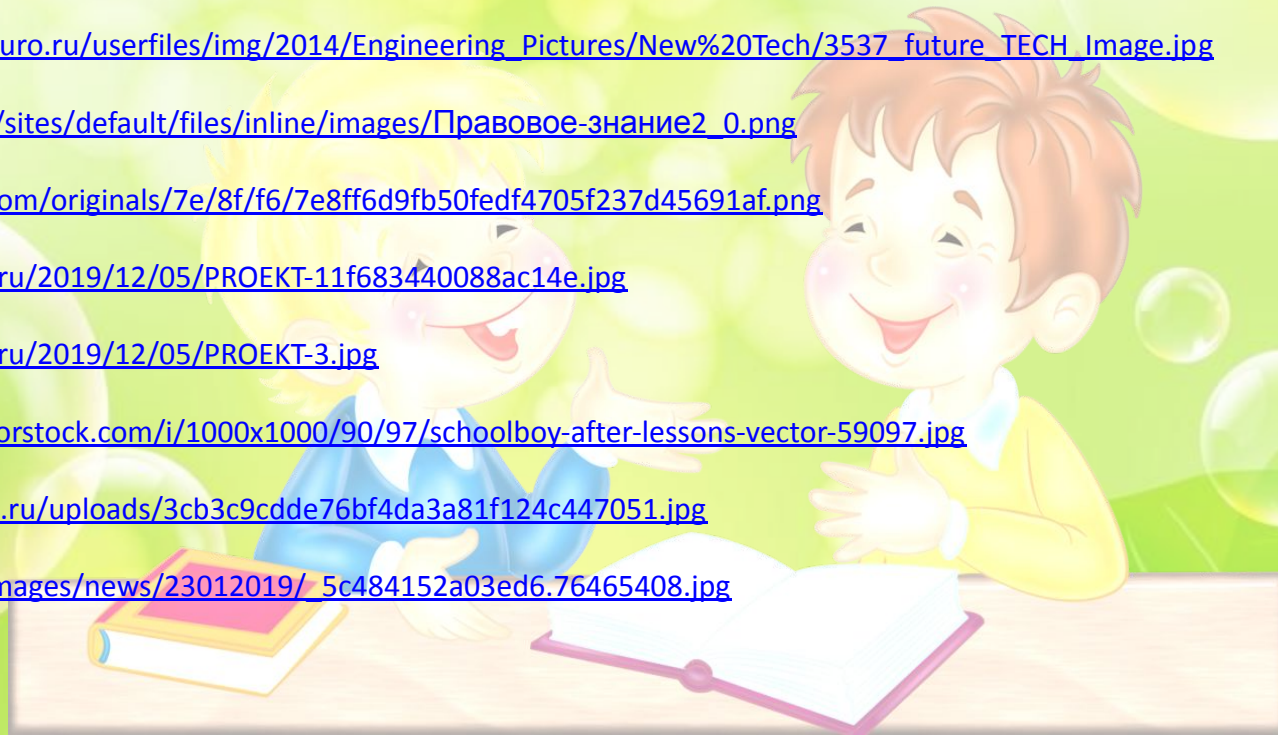 uro.ru/userfiles/img/2014/Engineering_Pictures/New%20Tech/3537_future_TECH_Image.jpg
/sites/default/files/inline/images/Правовое-знание2_0.png
om/originals/7e/8f/f6/7e8ff6d9fb50fedf4705f237d45691af.png
ru/2019/12/05/PROEKT-11f683440088ac14e.jpg
ru/2019/12/05/PROEKT-3.jpg
orstock.com/i/1000x1000/90/97/schoolboy-after-lessons-vector-59097.jpg
.ru/uploads/3cb3c9cdde76bf4da3a81f124c447051.jpg
mages/news/23012019/_5c484152a03ed6.76465408.jpg